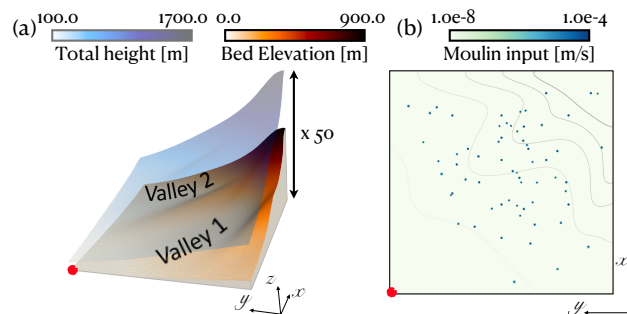 100.0 1700.0 0.0 900.0 1.0e-8 1.0e-4
(a) Total height [m] Bed Elevation [m] (b) Moulin input [m/s]
x 50
Valley 2
Valley 1
z
x
y
x
y